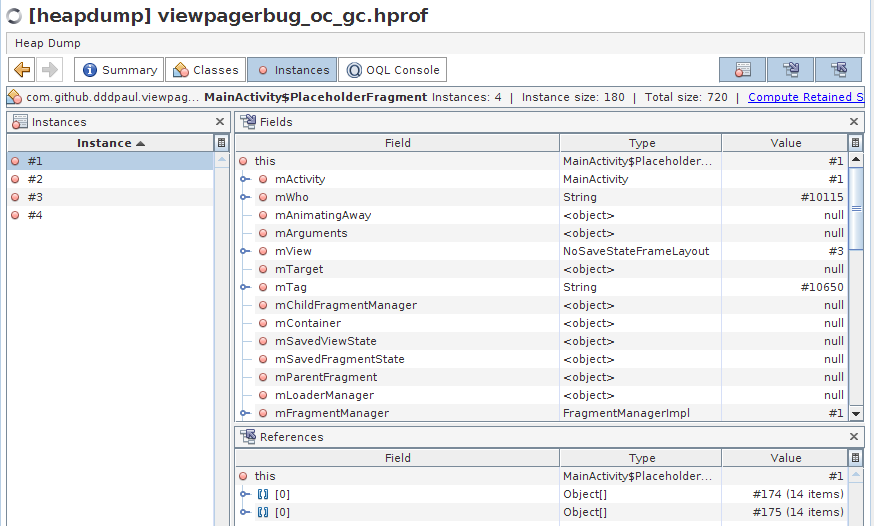 [heapdump] viewpagerbug_oc_gc.hprof
Heap Dump
Summary Classes Instances OQL Console
com.github.dddpaul.viewpag... MainActivity$PlaceholderFragment Instances: 4 | Instance size: 180 | Total size: 720 | Compute Retained S
Instances
Instance
#1
#2
#3
#4
Fields
Field Type Value
this MainActivity$Placeholder... #1
mActivity MainActivity #1
mWho String #10115
mAnimatingAway <object> null
mArguments <object> null
mView NoSaveStateFrameLayout #3
mTarget <object> null
mTag String #10650
mChildFragmentManager <object> null
mContainer <object> null
mSavedViewState <object> null
mSavedFragmentState <object> null
mParentFragment <object> null
mLoaderManager <object> null
mFragmentManager FragmentManagerImpl #1
References
Field Type Value
this MainActivity$Placeholder... #1
[0] Object[] #174 (14 items)
[0] Object[] #175 (14 items)